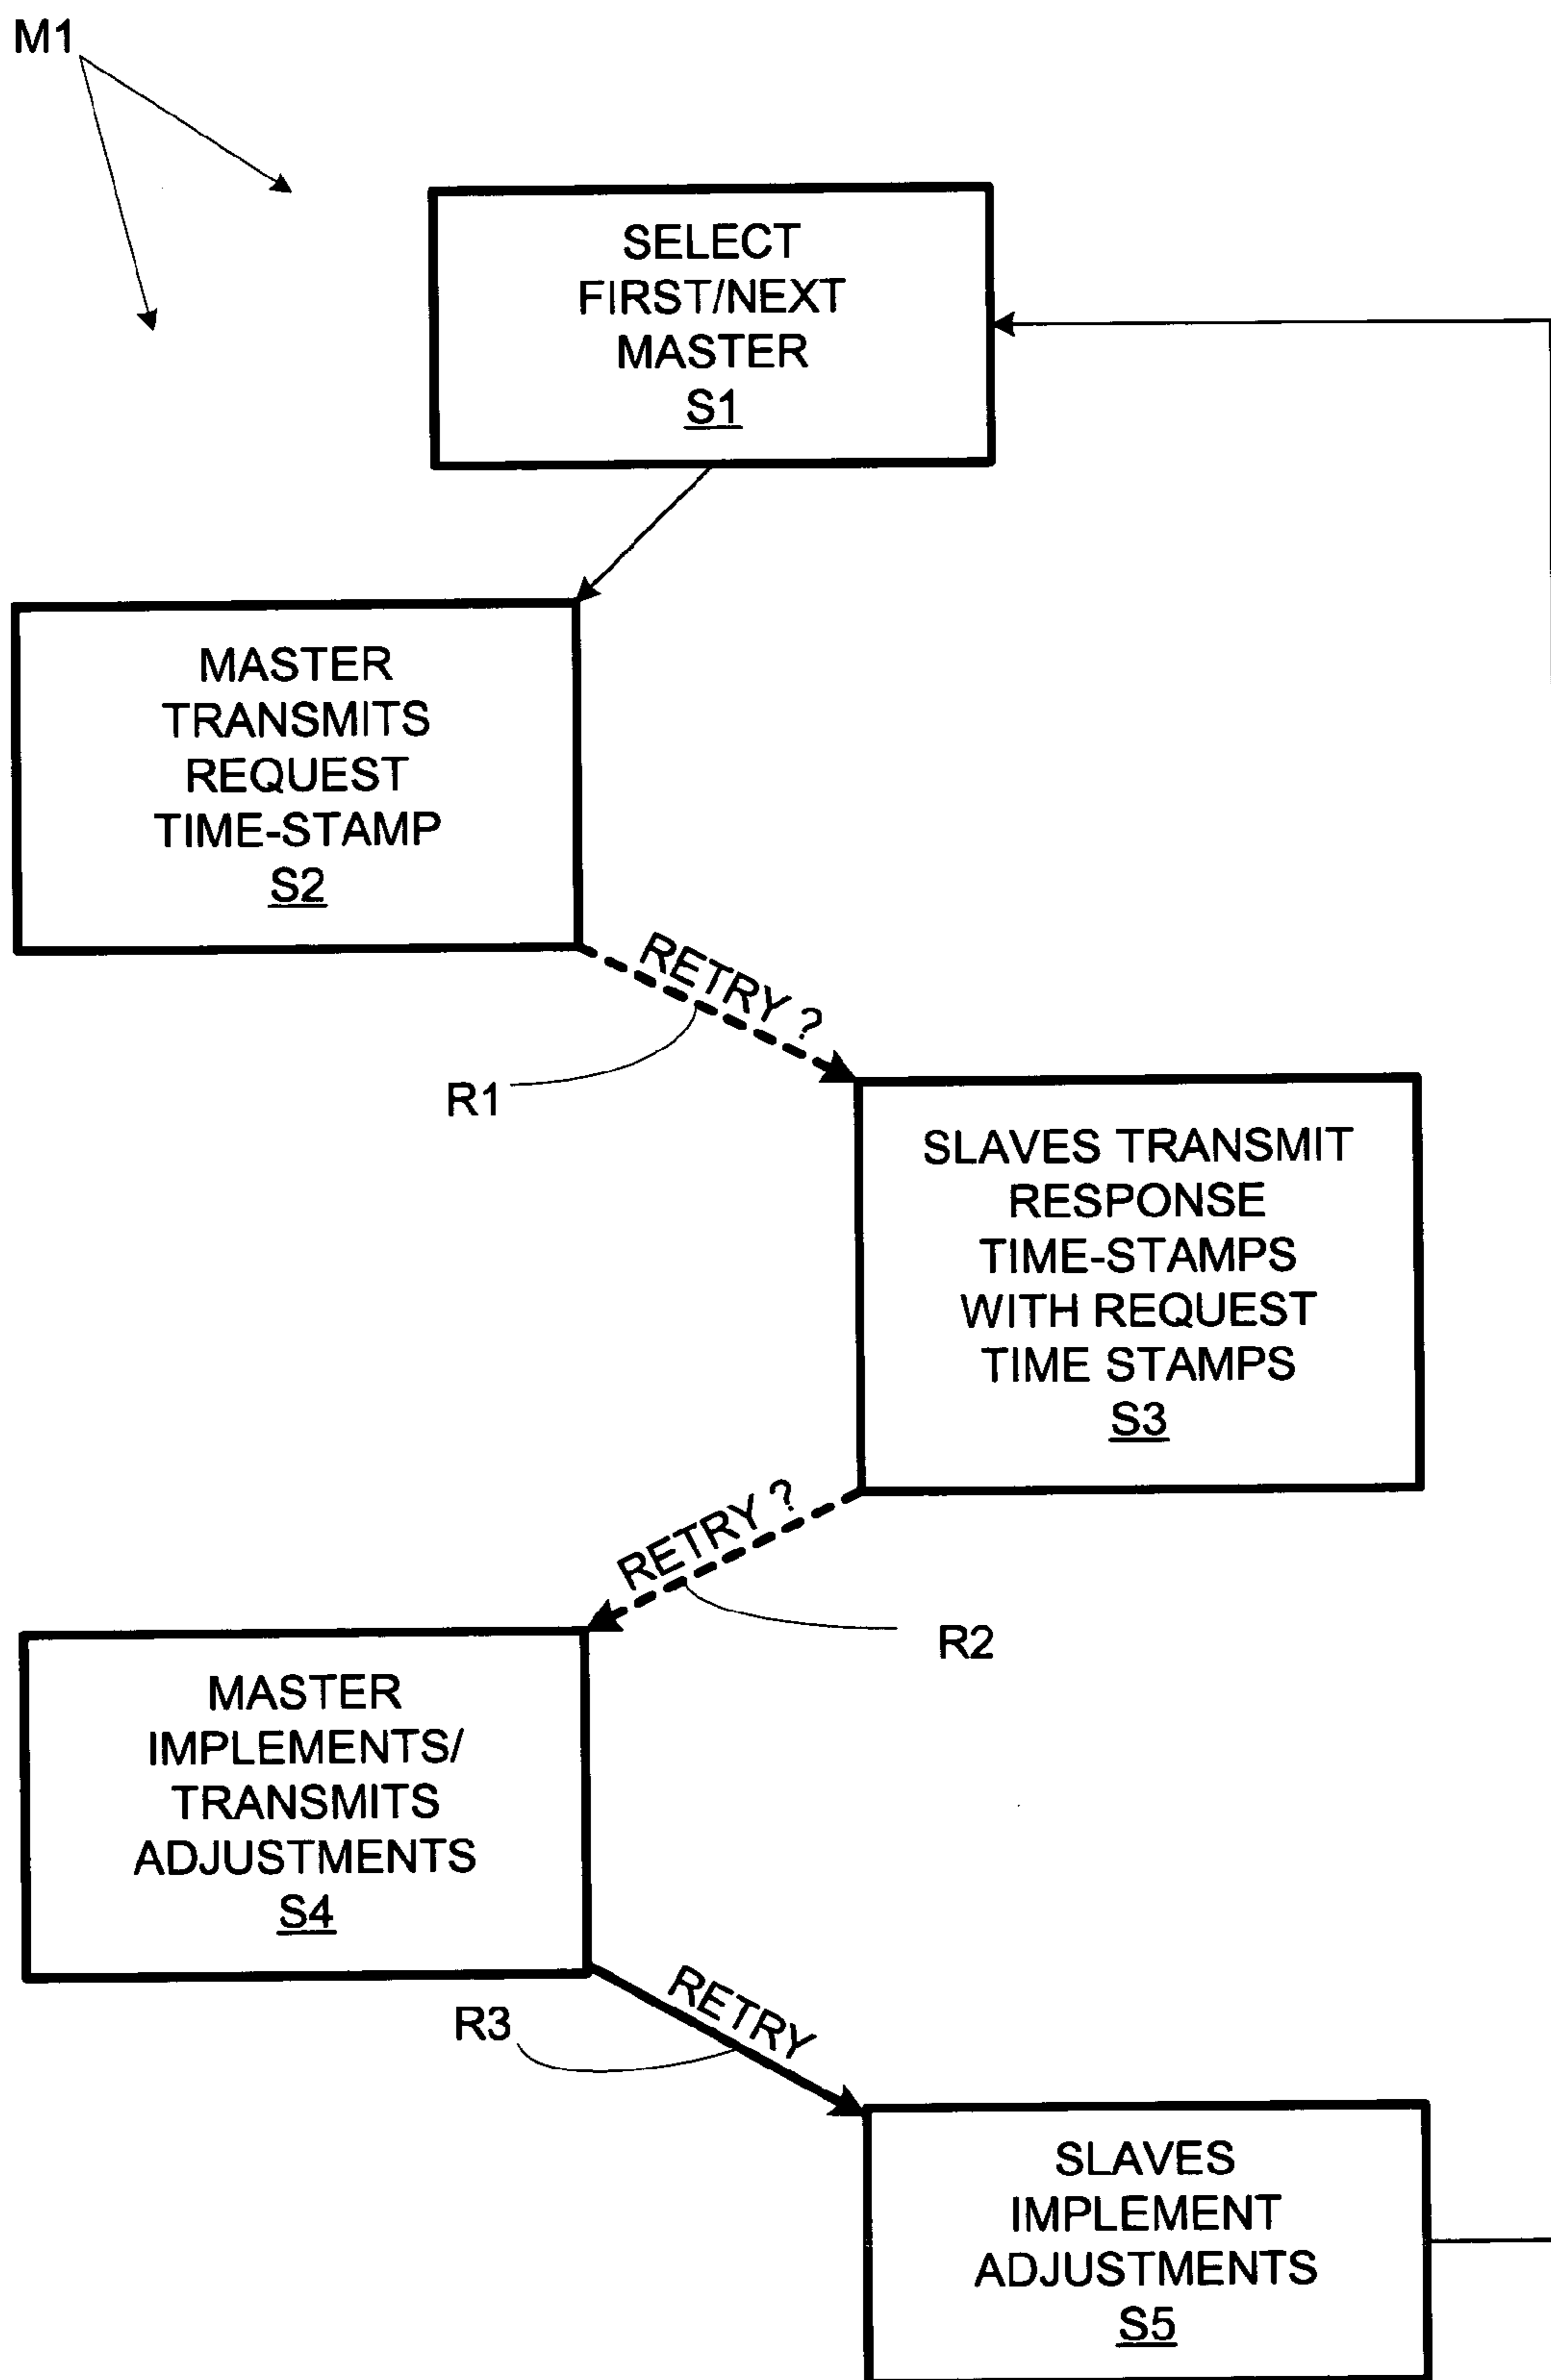 M1
SELECT
FIRST/NEXT
MASTER
S1
MASTER
TRANSMITS
REQUEST
TIME-STAMP
S2
RETRY ?
R1
SLAVES TRANSMIT
RESPONSE
TIME-STAMPS
WITH REQUEST
TIME STAMPS
S3
RETRY ?
R2
MASTER
IMPLEMENTS/
TRANSMITS
ADJUSTMENTS
S4
RETRY
R3
SLAVES
IMPLEMENT
ADJUSTMENTS
S5